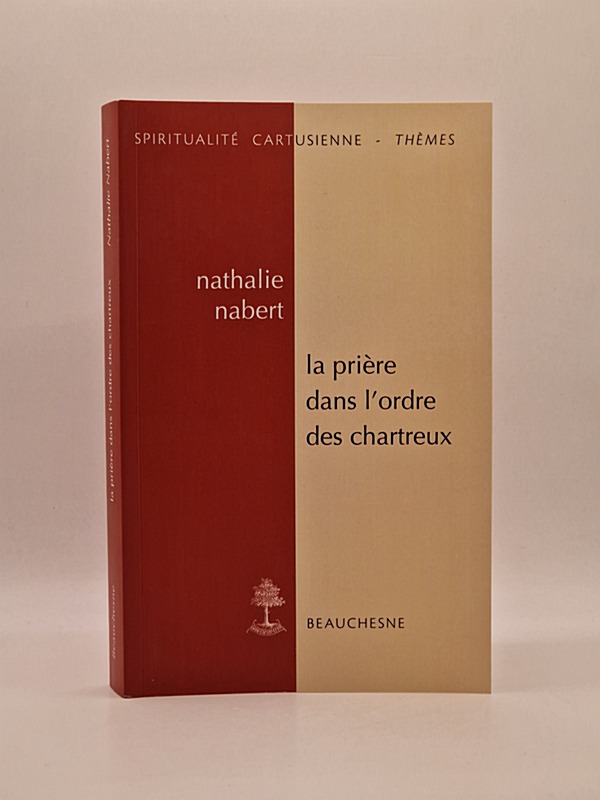 SPIRITUALITÉ CARTUSIENNE - THÈMES
nathalie
nabert
la prière
dans l'ordre
des chartreux
BEAUCHESNE
Nathalie Nabert
la prière dans l'ordre des chartreux
Beauchesne